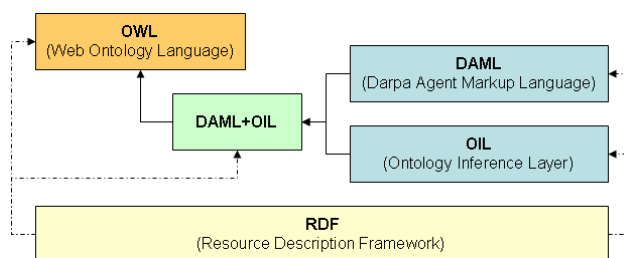 OWL
(Web Ontology Language)
DAML
(Darpa Agent Markup Language)
DAML+OIL
OIL
(Ontology Inference Layer)
RDF
(Resource Description Framework)